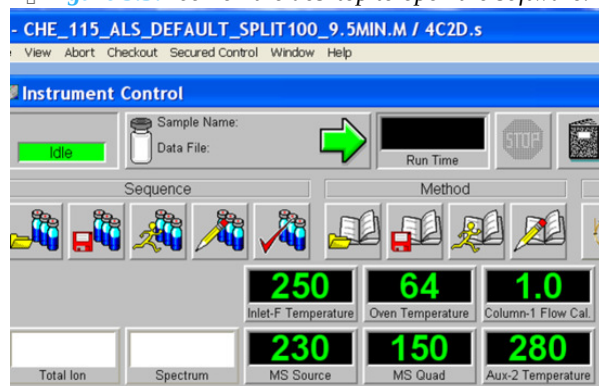 - CHE_115_ALS_DEFAULT_SPLIT100_9.5MIN.M / 4C2D.s
View Abort Checkout Secured Control Window Help
Instrument Control
Idle
Sample Name:
Data File:
Run Time
STOP
Sequence
Method
250
Inlet-F Temperature
64
Oven Temperature
1.0
Column-1 Flow Cal.
230
MS Source
150
MS Quad
280
Aux-2 Temperature
Total Ion
Spectrum